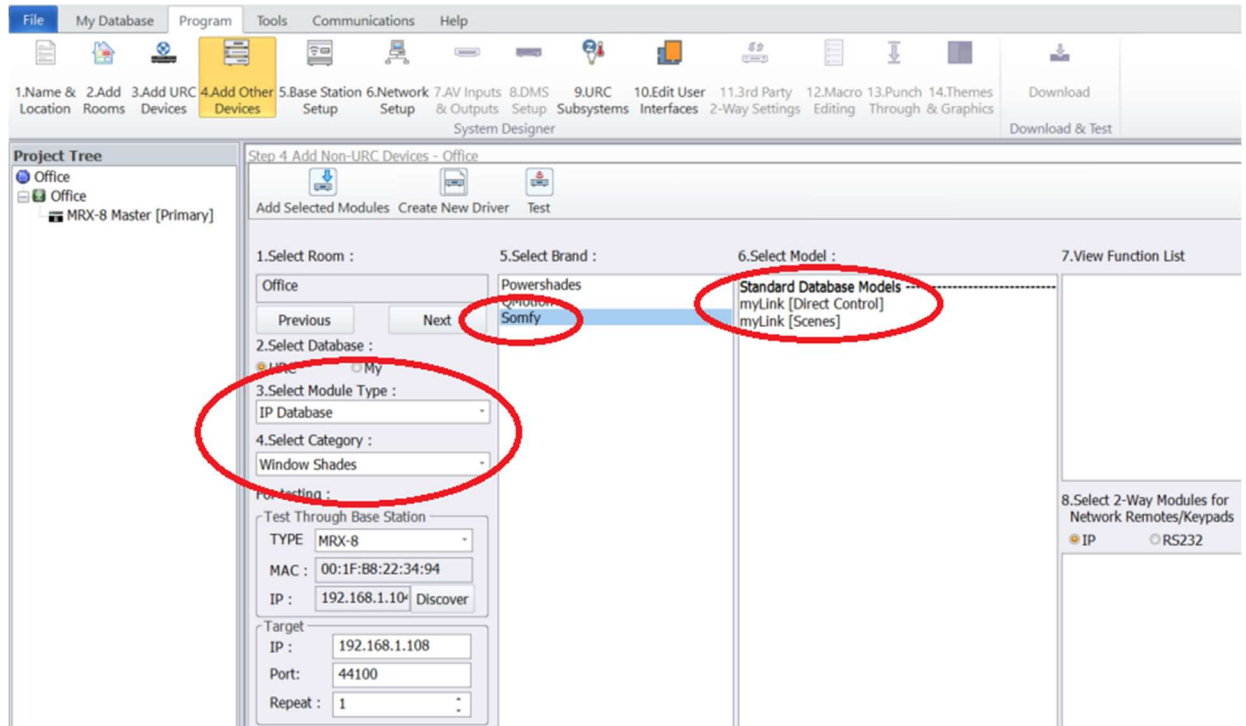 File My Database Program Tools Communications Help
1.Name & 2.Add 3.Add URC 4.Add Other 5.Base Station 6.Network 7.AV Inputs 8.DMS 9.URC 10.Edit User 11.3rd Party 12.Macro 13.Punch 14.Themes Download
Location Rooms Devices Devices Setup Setup & Outputs Setup Subsystems Interfaces 2-Way Settings Editing Through & Graphics
System Designer Download & Test
Project Tree
Office
Office
MRX-8 Master [Primary]
Step 4 Add Non-URC Devices - Office
Add Selected Modules Create New Driver Test
1.Select Room : 5.Select Brand : 6.Select Model : 7.View Function List
Office Powershades Standard Database Models --------------------
QMotion myLink [Direct Control]
Previous Next Somfy myLink [Scenes]
2.Select Database :
URC My
3.Select Module Type :
IP Database
4.Select Category :
Window Shades
For testing :
Test Through Base Station
TYPE MRX-8
MAC : 00:1F:B8:22:34:94
IP : 192.168.1.104 Discover
Target
IP : 192.168.1.108
Port: 44100
Repeat : 1
8.Select 2-Way Modules for
Network Remotes/Keypads
IP RS232